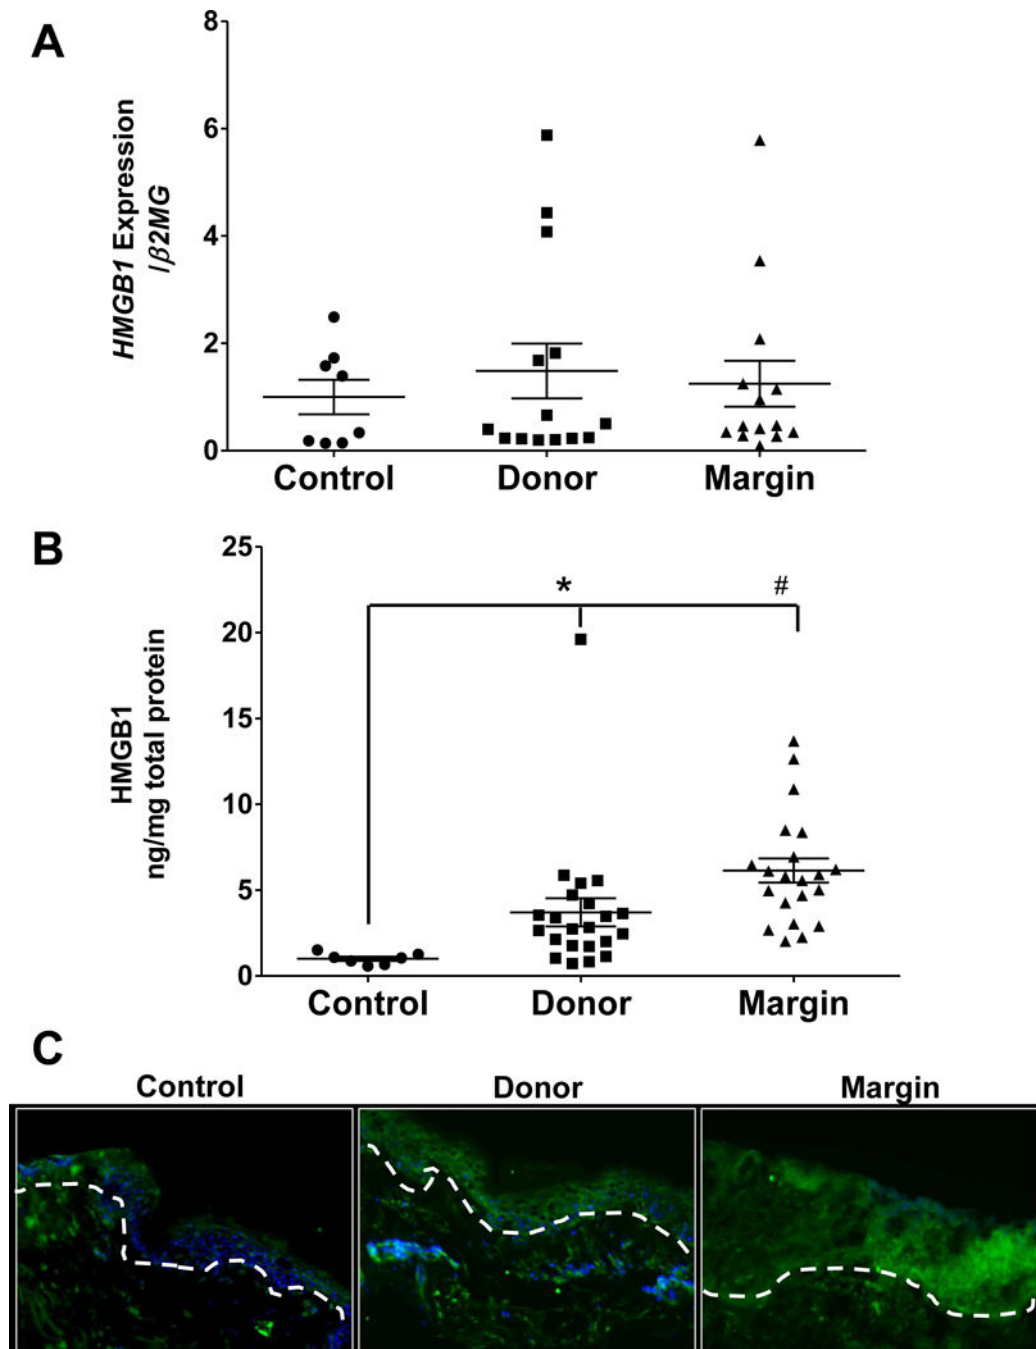 A
8
6
4
2
0
HMGB1 Expression
/β2MG
Control Donor Margin
B
25
20
15
10
5
0
HMGB1
ng/mg total protein
* #
Control Donor Margin
C
Control Donor Margin